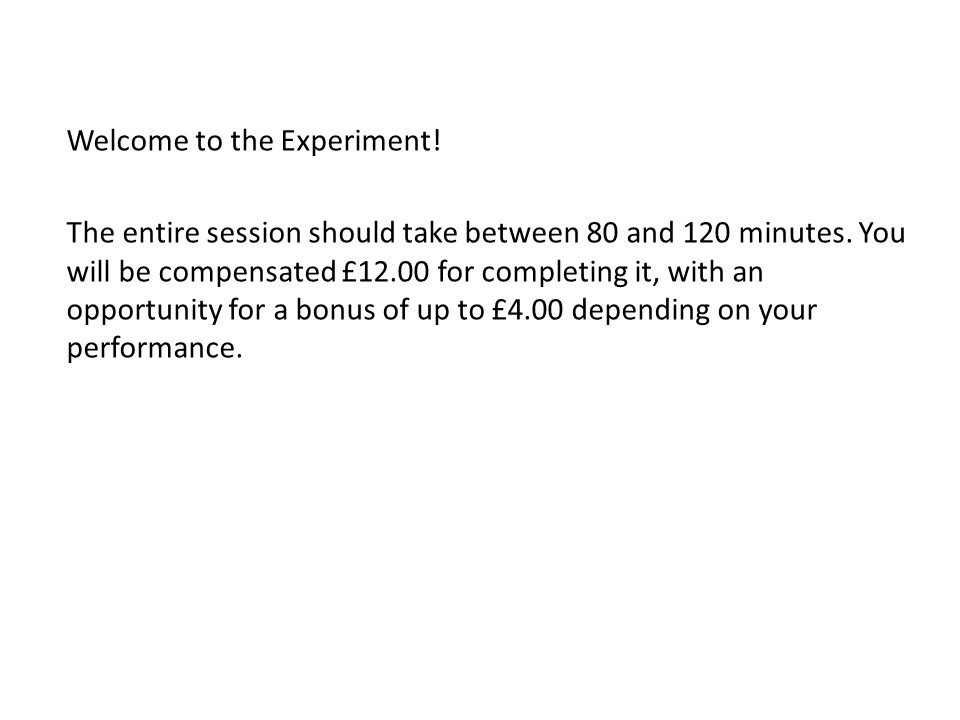 Welcome to the Experiment!
The entire session should take between 80 and 120 minutes. You
will be compensated £12.00 for completing it, with an
opportunity for a bonus of up to £4.00 depending on your
performance.